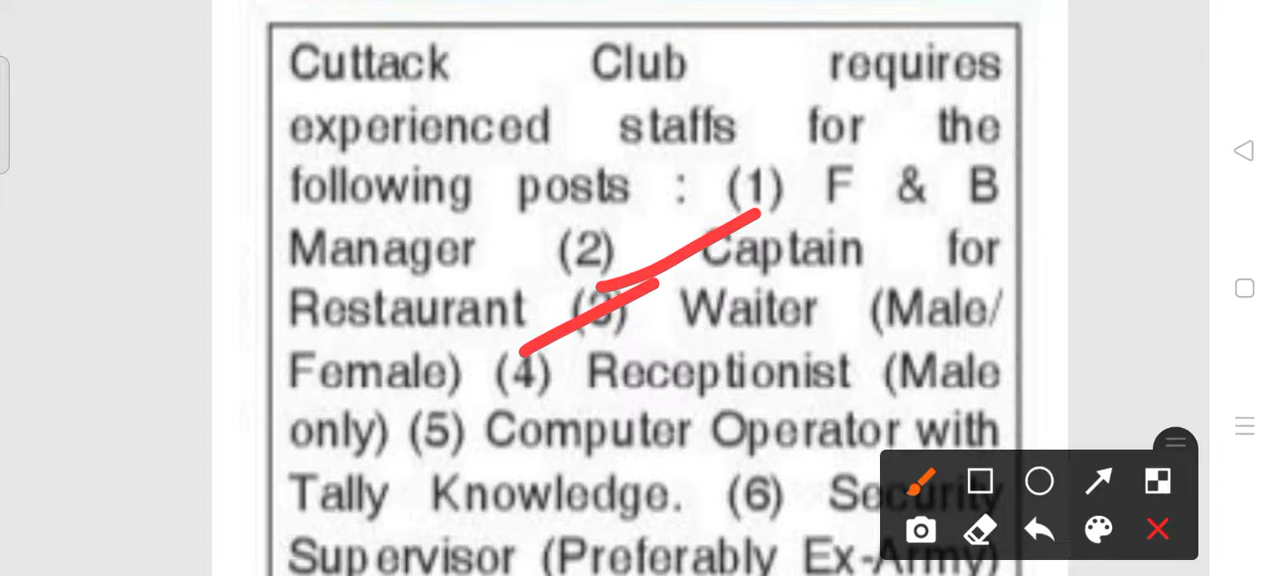 Cuttack Club requires
experienced staffs for the
following posts : (1) F & B
Manager (2) Captain for
Restaurant (3) Waiter (Male/
Female) (4) Receptionist (Male
only) (5) Computer Operator with
Tally Knowledge. (6) Security
Supervisor (Preferably Ex-Army)